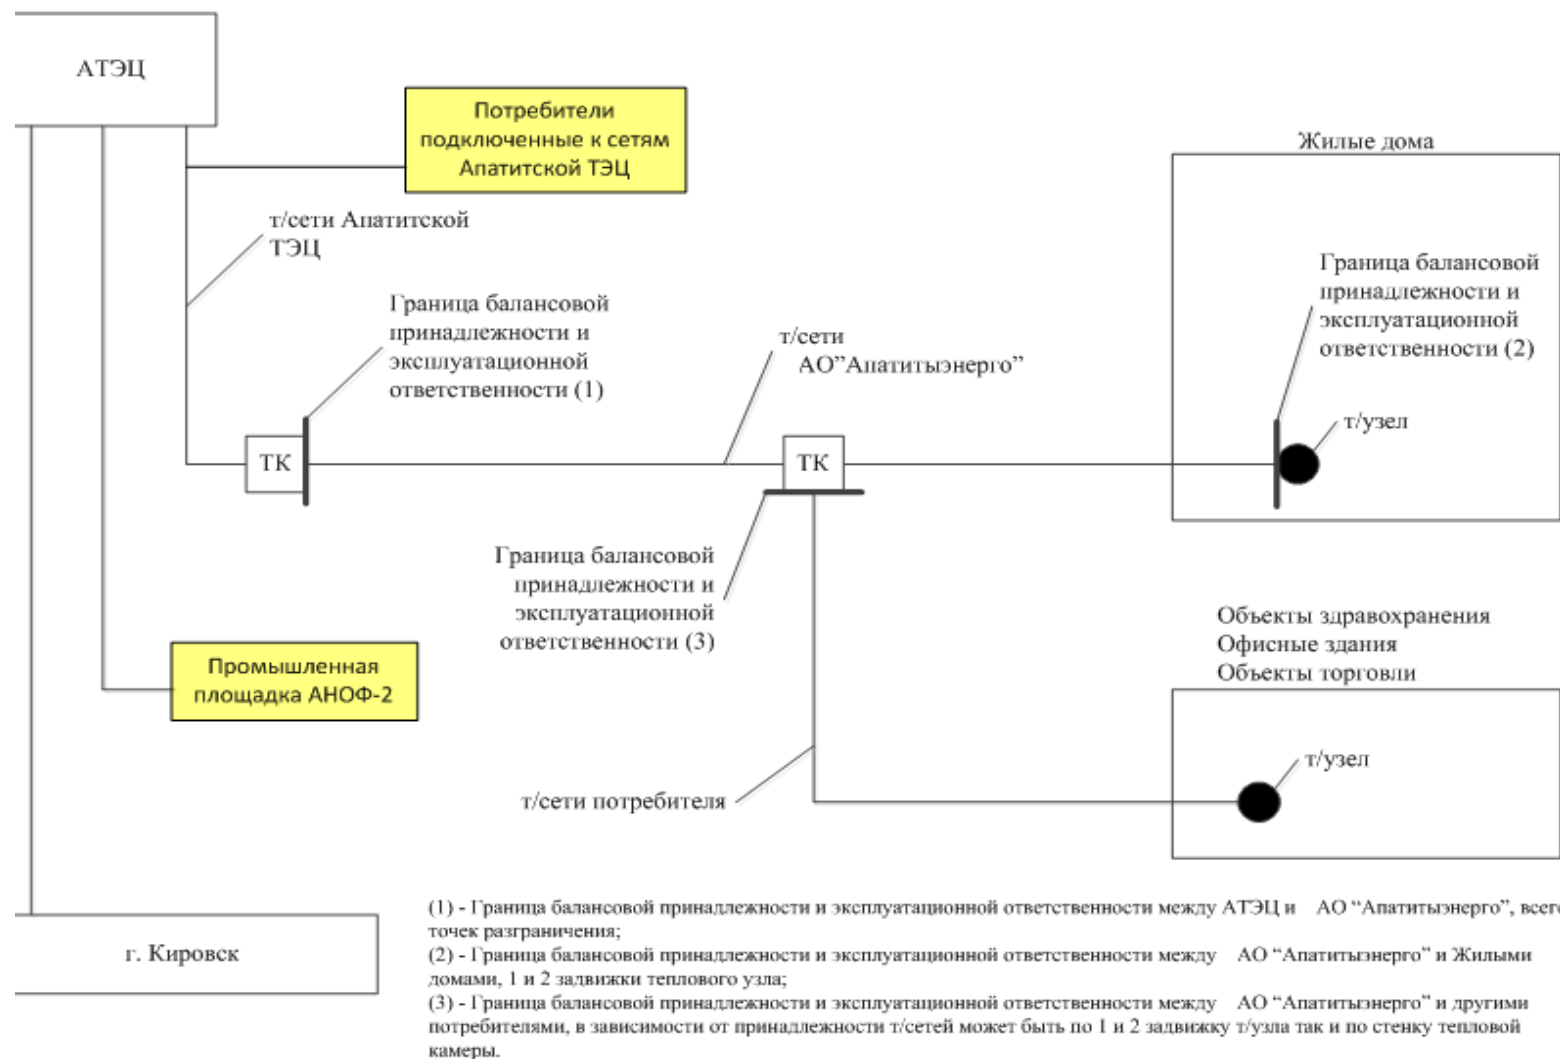 АТЭЦ
Потребители
подключенные к сетям
Апатитской ТЭЦ
Жилые дома
т/сети Апатитской
ТЭЦ
Граница балансовой
принадлежности и
эксплуатационной
ответственности (1)
т/сети
АО”Апатитыэнерго”
Граница балансовой
принадлежности и
эксплуатационной
ответственности (2)
т/узел
ТК
ТК
Граница балансовой
принадлежности и
эксплуатационной
ответственности (3)
Объекты здравохранения
Офисные здания
Объекты торговли
Промышленная
площадка АНОФ-2
т/узел
т/сети потребителя
г. Кировск
(1) - Граница балансовой принадлежности и эксплуатационной ответственности между АТЭЦ и АО “Апатитыэнерго”, всего
точек разграничения;
(2) - Граница балансовой принадлежности и эксплуатационной ответственности между АО “Апатитыэнерго” и Жилыми
домами, 1 и 2 задвижки теплового узла;
(3) - Граница балансовой принадлежности и эксплуатационной ответственности между АО “Апатитыэнерго” и другими
потребителями, в зависимости от принадлежности т/сетей может быть по 1 и 2 задвижку т/узла так и по стенку тепловой
камеры.